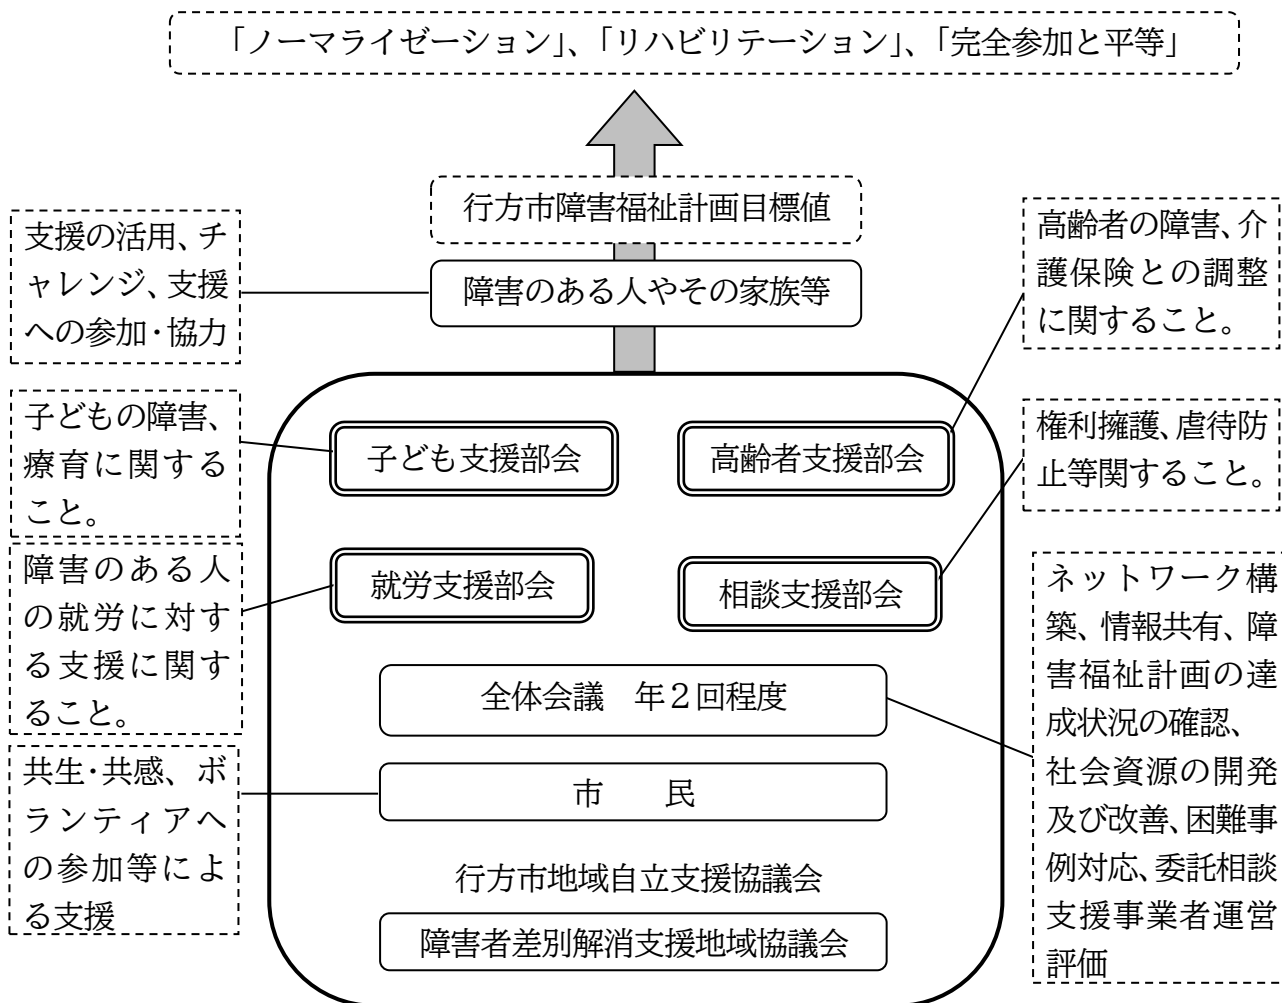 「ノーマライゼーション」、「リハビリテーション」、「完全参加と平等」
行方市障害福祉計画目標値
障害のある人やその家族等
支援の活用、チ
ャレンジ、支援
への参加・協力
高齢者の障害、介
護保険との調整
に関すること。
子どもの障害、
療育に関する
こと。
子ども支援部会
高齢者支援部会
権利擁護、虐待防
止等関すること。
障害のある人
の就労に対す
る支援に関す
ること。
就労支援部会
相談支援部会
全体会議　年２回程度
ネットワーク構
築、情報共有、障
害福祉計画の達
成状況の確認、
社会資源の開発
及び改善、困難事
例対応、委託相談
支援事業者運営
評価
共生・共感、ボ
ランティアへ
の参加等によ
る支援
市　　民
行方市地域自立支援協議会
障害者差別解消支援地域協議会